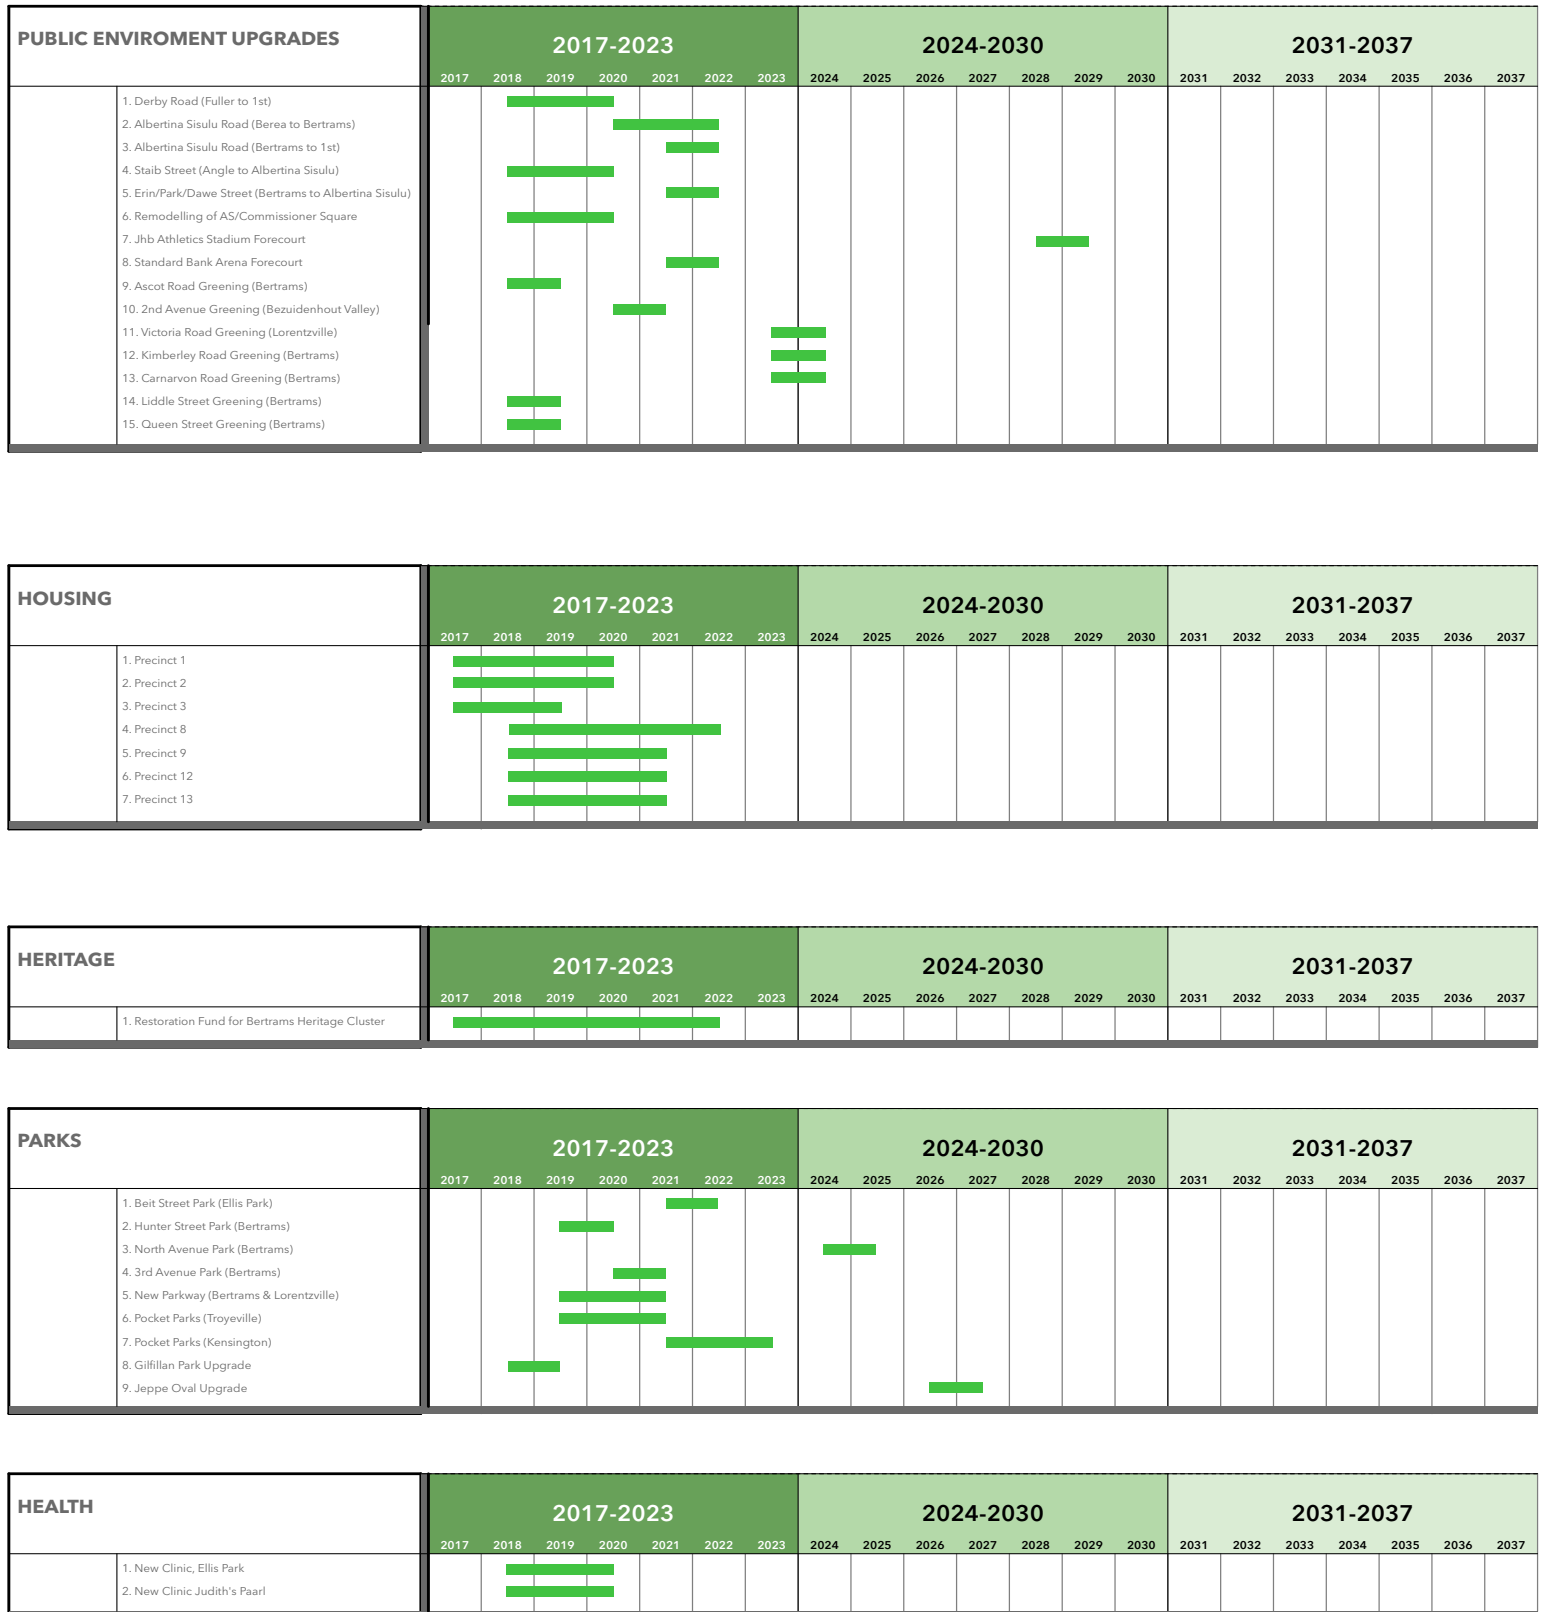 PUBLIC ENVIROMENT UPGRADES
2017-2023 2024-2030 2031-2037
2017 2018 2019 2020 2021 2022 2023 2024 2025 2026 2027 2028 2029 2030 2031 2032 2033 2034 2035 2036 2037
1. Derby Road (Fuller to 1st)
2. Albertina Sisulu Road (Berea to Bertrams)
3. Albertina Sisulu Road (Bertrams to 1st)
4. Staib Street (Angle to Albertina Sisulu)
5. Erin/Park/Dawe Street (Bertrams to Albertina Sisulu)
6. Remodelling of AS/Commissioner Square
7. Jhb Athletics Stadium Forecourt
8. Standard Bank Arena Forecourt
9. Ascot Road Greening (Bertrams)
10. 2nd Avenue Greening (Bezuidenhout Valley)
11. Victoria Road Greening (Lorentzville)
12. Kimberley Road Greening (Bertrams)
13. Carnarvon Road Greening (Bertrams)
14. Liddle Street Greening (Bertrams)
15. Queen Street Greening (Bertrams)
HOUSING
2017-2023 2024-2030 2031-2037
2017 2018 2019 2020 2021 2022 2023 2024 2025 2026 2027 2028 2029 2030 2031 2032 2033 2034 2035 2036 2037
1. Precinct 1
2. Precinct 2
3. Precinct 3
4. Precinct 8
5. Precinct 9
6. Precinct 12
7. Precinct 13
HERITAGE
2017-2023 2024-2030 2031-2037
2017 2018 2019 2020 2021 2022 2023 2024 2025 2026 2027 2028 2029 2030 2031 2032 2033 2034 2035 2036 2037
1. Restoration Fund for Bertrams Heritage Cluster
PARKS
2017-2023 2024-2030 2031-2037
2017 2018 2019 2020 2021 2022 2023 2024 2025 2026 2027 2028 2029 2030 2031 2032 2033 2034 2035 2036 2037
1. Beit Street Park (Ellis Park)
2. Hunter Street Park (Bertrams)
3. North Avenue Park (Bertrams)
4. 3rd Avenue Park (Bertrams)
5. New Parkway (Bertrams & Lorentzville)
6. Pocket Parks (Troyeville)
7. Pocket Parks (Kensington)
8. Gilfillan Park Upgrade
9. Jeppe Oval Upgrade
HEALTH
2017-2023 2024-2030 2031-2037
2017 2018 2019 2020 2021 2022 2023 2024 2025 2026 2027 2028 2029 2030 2031 2032 2033 2034 2035 2036 2037
1. New Clinic, Ellis Park
2. New Clinic Judith's Paarl